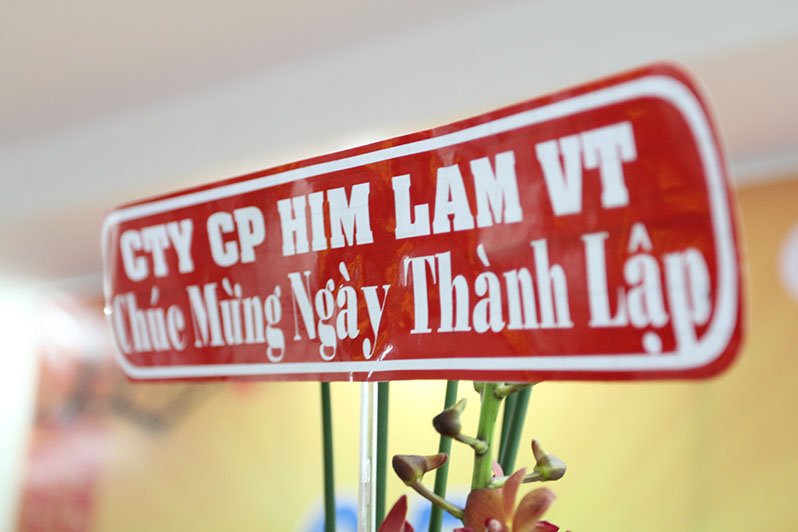 CTY CP HIM LAM VT
Chúc Mừng Ngày Thành Lập